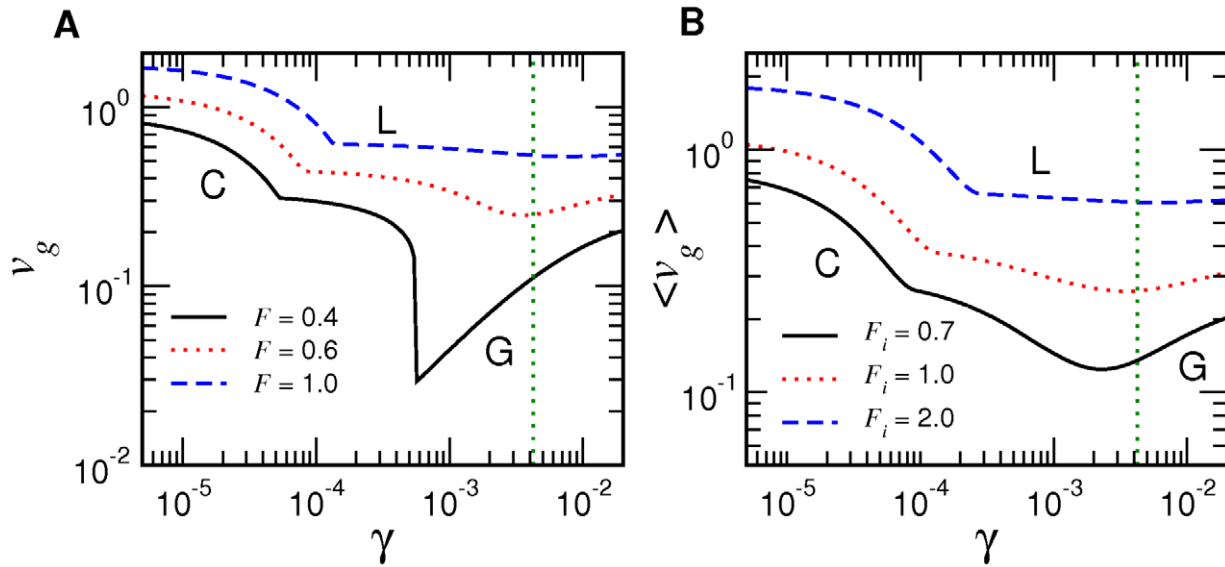 A
B
v_g
10^0
10^-1
10^-2
L
C
G
F = 0.4
F = 0.6
F = 1.0
10^-5
10^-4
10^-3
10^-2
γ
<v_g>
10^0
10^-1
L
C
G
F_i = 0.7
F_i = 1.0
F_i = 2.0
10^-5
10^-4
10^-3
10^-2
γ